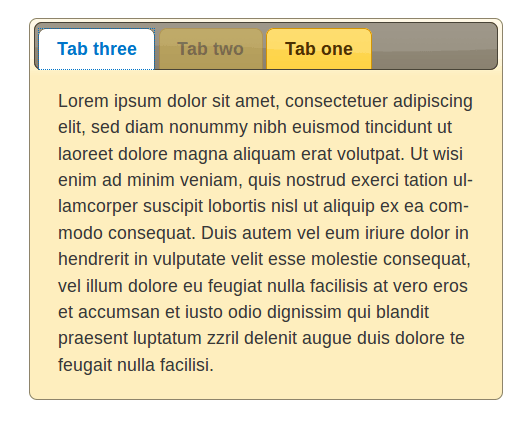 Tab three
Tab two
Tab one
Lorem ipsum dolor sit amet, consectetuer adipiscing
elit, sed diam nonummy nibh euismod tincidunt ut
laoreet dolore magna aliquam erat volutpat. Ut wisi
enim ad minim veniam, quis nostrud exerci tation ul-
lamcorper suscipit lobortis nisl ut aliquip ex ea com-
modo consequat. Duis autem vel eum iriure dolor in
hendrerit in vulputate velit esse molestie consequat,
vel illum dolore eu feugiat nulla facilisis at vero eros
et accumsan et iusto odio dignissim qui blandit
praesent luptatum zzril delenit augue duis dolore te
feugait nulla facilisi.